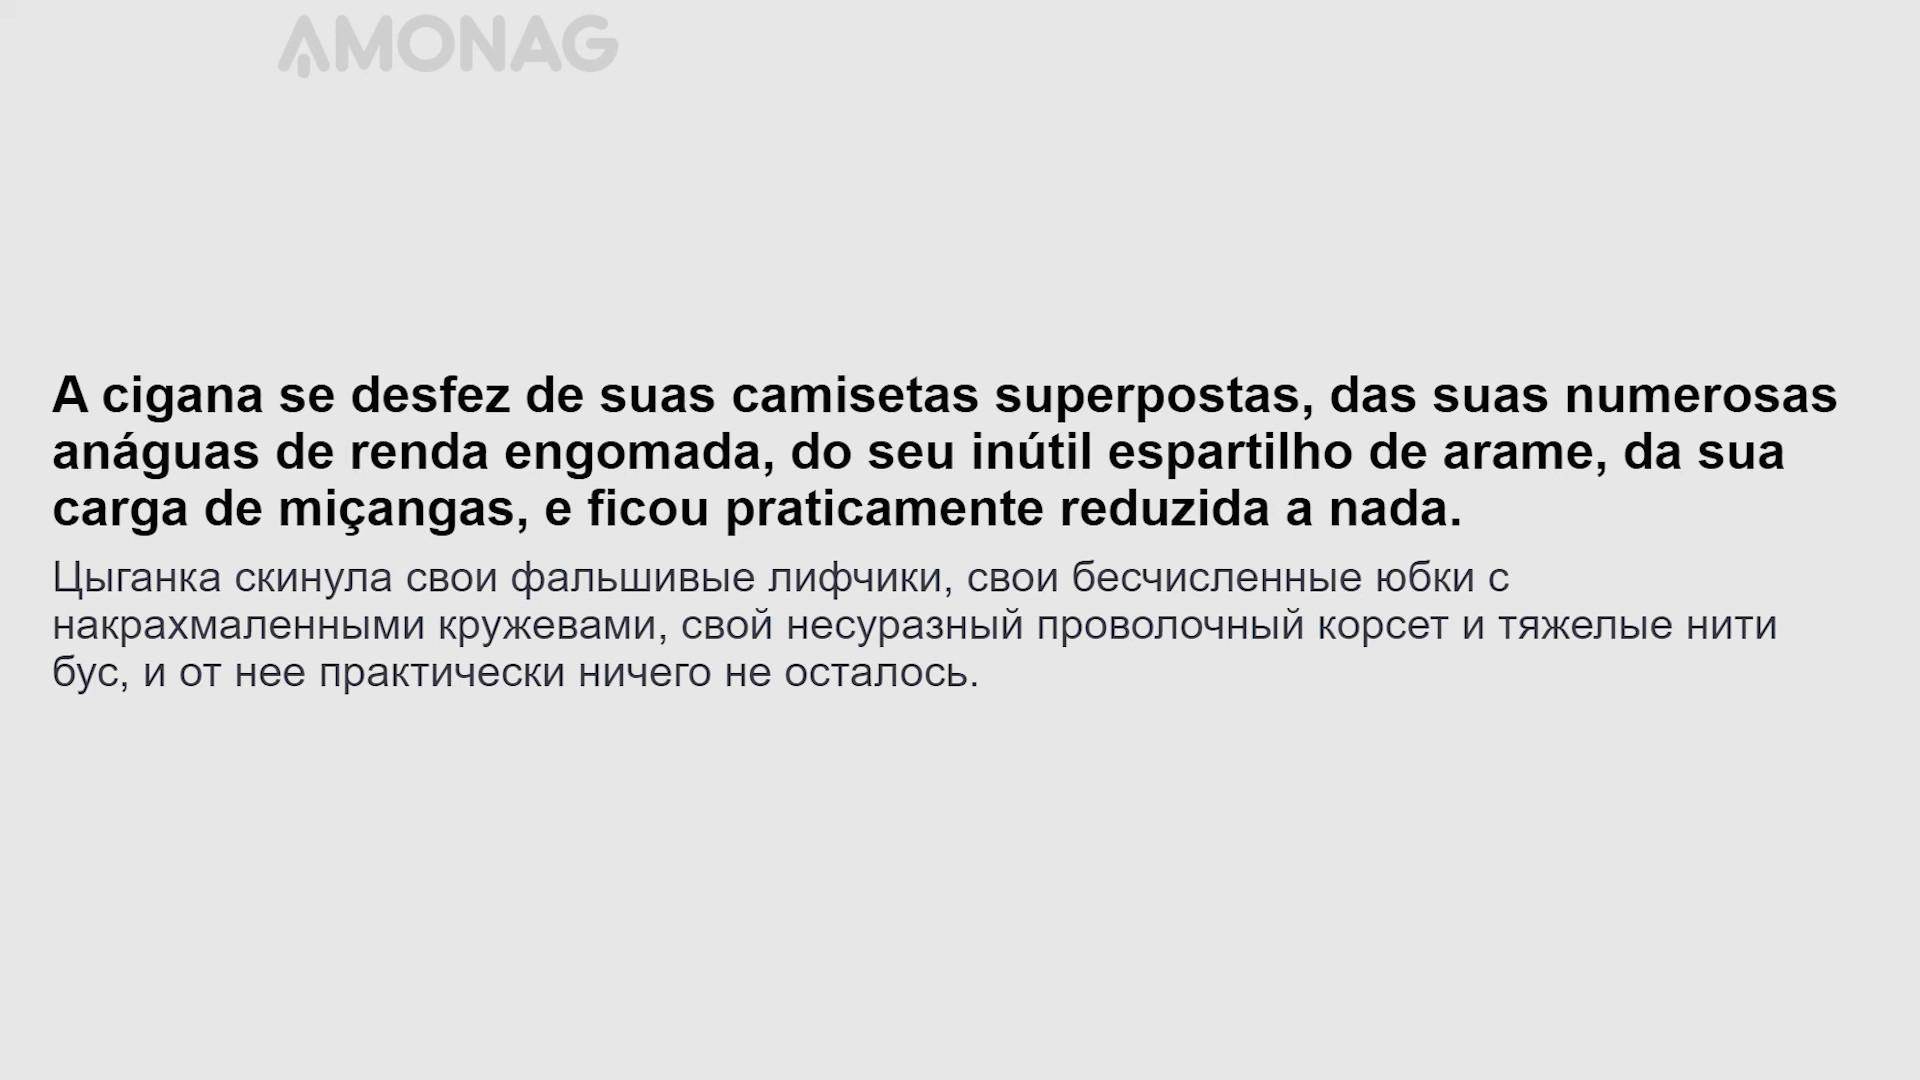 AMONAG
A cigana se desfez de suas camisetas superpostas, das suas numerosas
anáguas de renda engomada, do seu inútil espartilho de arame, da sua
carga de miçangas, e ficou praticamente reduzida a nada.
Цыганка скинула свои фальшивые лифчики, свои бесчисленные юбки с
накрахмаленными кружевами, свой несуразный проволочный корсет и тяжелые нити
бус, и от нее практически ничего не осталось.